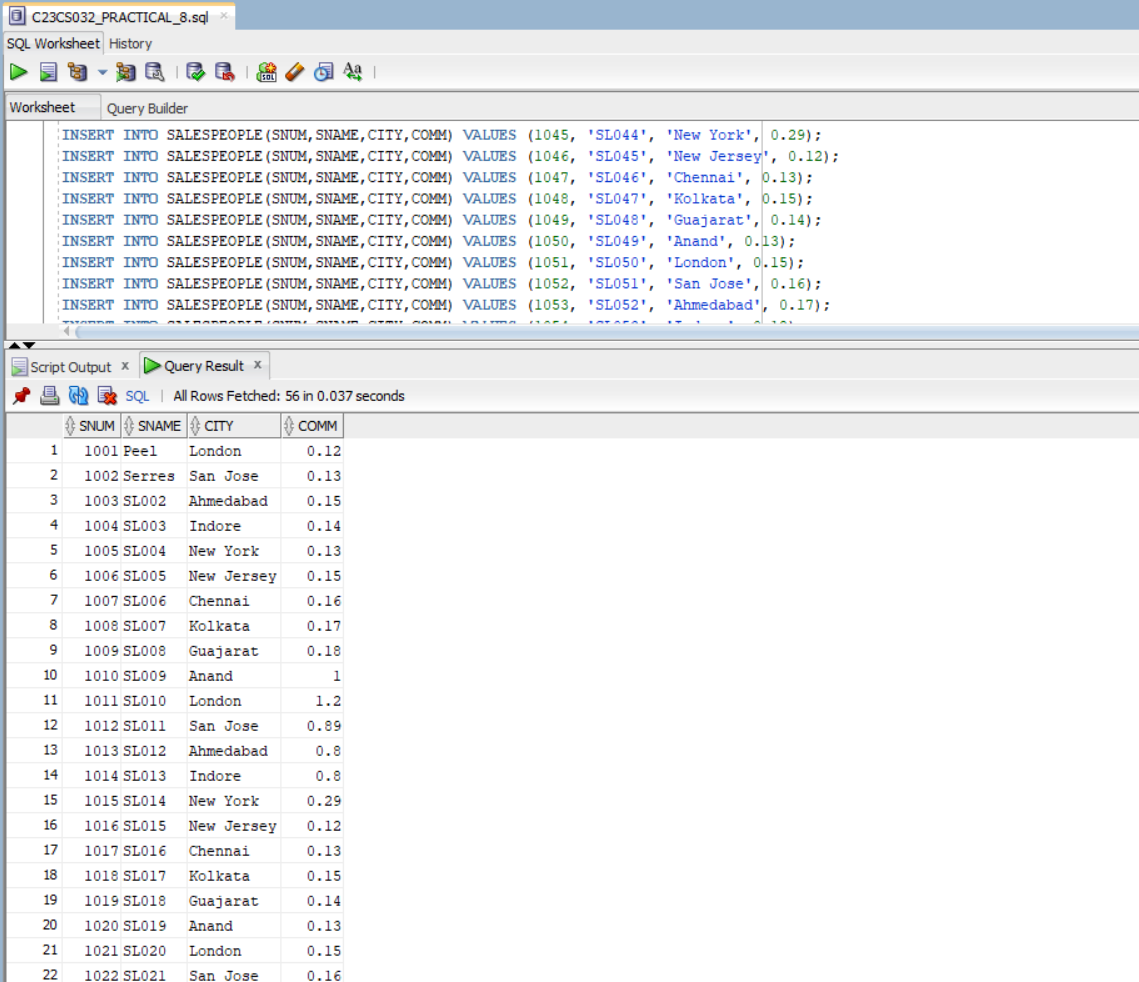 C23CS032_PRACTICAL_8.sql ×
SQL Worksheet History
Worksheet Query Builder
INSERT INTO SALESPEOPLE(SNUM,SNAME,CITY,COMM) VALUES (1045, 'SL044', 'New York', 0.29);
INSERT INTO SALESPEOPLE(SNUM,SNAME,CITY,COMM) VALUES (1046, 'SL045', 'New Jersey', 0.12);
INSERT INTO SALESPEOPLE(SNUM,SNAME,CITY,COMM) VALUES (1047, 'SL046', 'Chennai', 0.13);
INSERT INTO SALESPEOPLE(SNUM,SNAME,CITY,COMM) VALUES (1048, 'SL047', 'Kolkata', 0.15);
INSERT INTO SALESPEOPLE(SNUM,SNAME,CITY,COMM) VALUES (1049, 'SL048', 'Guajarat', 0.14);
INSERT INTO SALESPEOPLE(SNUM,SNAME,CITY,COMM) VALUES (1050, 'SL049', 'Anand', 0.13);
INSERT INTO SALESPEOPLE(SNUM,SNAME,CITY,COMM) VALUES (1051, 'SL050', 'London', 0.15);
INSERT INTO SALESPEOPLE(SNUM,SNAME,CITY,COMM) VALUES (1052, 'SL051', 'San Jose', 0.16);
INSERT INTO SALESPEOPLE(SNUM,SNAME,CITY,COMM) VALUES (1053, 'SL052', 'Ahmedabad', 0.17);
Script Output × Query Result ×
SQL | All Rows Fetched: 56 in 0.037 seconds
SNUM SNAME CITY COMM
1 1001 Peel London 0.12
2 1002 Serres San Jose 0.13
3 1003 SL002 Ahmedabad 0.15
4 1004 SL003 Indore 0.14
5 1005 SL004 New York 0.13
6 1006 SL005 New Jersey 0.15
7 1007 SL006 Chennai 0.16
8 1008 SL007 Kolkata 0.17
9 1009 SL008 Guajarat 0.18
10 1010 SL009 Anand 1
11 1011 SL010 London 1.2
12 1012 SL011 San Jose 0.89
13 1013 SL012 Ahmedabad 0.8
14 1014 SL013 Indore 0.8
15 1015 SL014 New York 0.29
16 1016 SL015 New Jersey 0.12
17 1017 SL016 Chennai 0.13
18 1018 SL017 Kolkata 0.15
19 1019 SL018 Guajarat 0.14
20 1020 SL019 Anand 0.13
21 1021 SL020 London 0.15
22 1022 SL021 San Jose 0.16